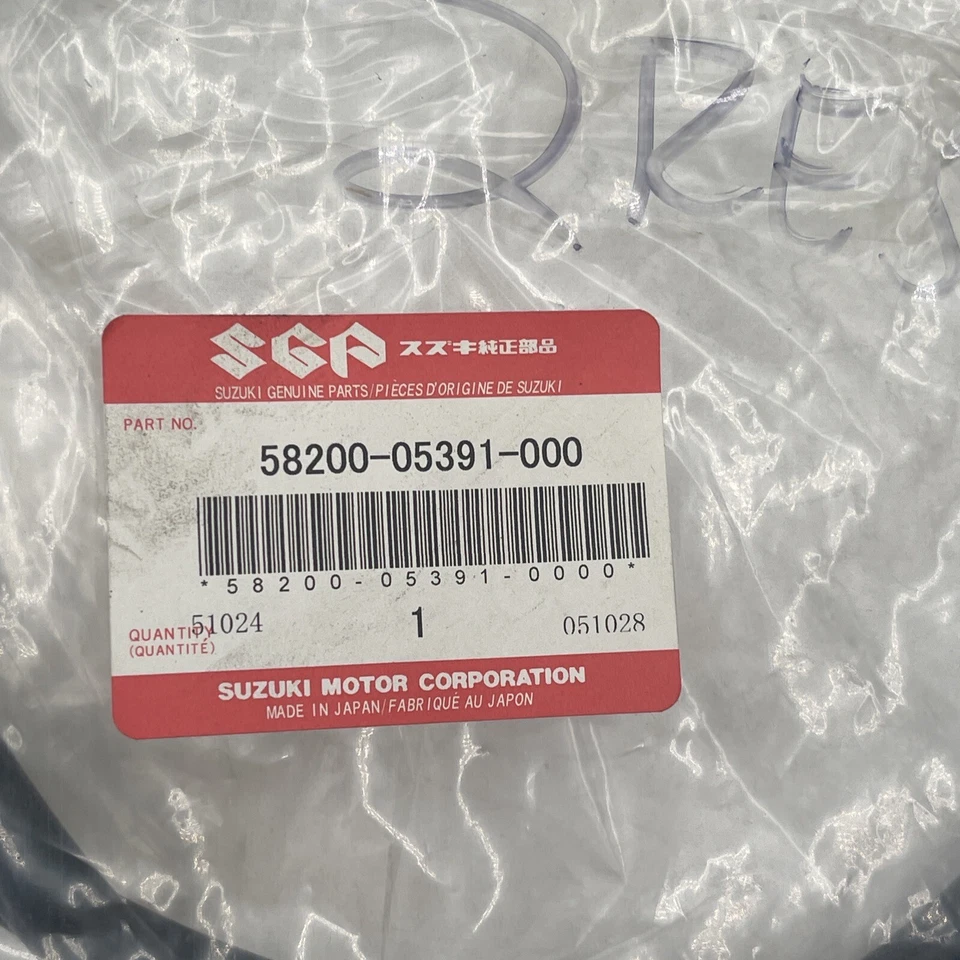 SGP スズキ純正部品
SUZUKI GENUINE PARTS/PIÈCES D'ORIGINE DE SUZUKI
PART NO.
58200-05391-000
*58200-05391-0000*
51024 1 051028
QUANTITY
(QUANTITÉ)
SUZUKI MOTOR CORPORATION
MADE IN JAPAN/FABRIQUÉ AU JAPON